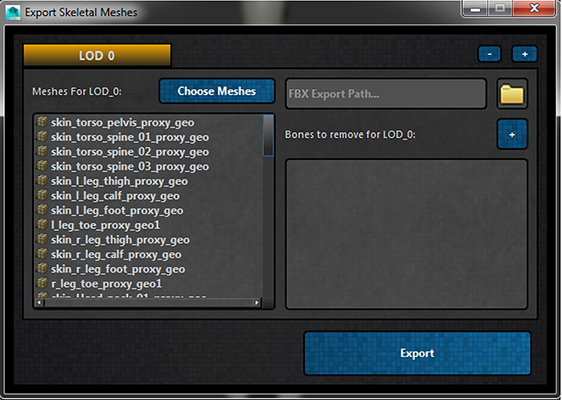 Export Skeletal Meshes
LOD 0
-
+
Meshes For LOD_0:
Choose Meshes
FBX Export Path...
Bones to remove for LOD_0:
+
skin_torso_pelvis_proxy_geo
skin_torso_spine_01_proxy_geo
skin_torso_spine_02_proxy_geo
skin_torso_spine_03_proxy_geo
skin_l_leg_thigh_proxy_geo
skin_l_leg_calf_proxy_geo
skin_l_leg_foot_proxy_geo
l_leg_toe_proxy_geo1
skin_r_leg_thigh_proxy_geo
skin_r_leg_calf_proxy_geo
skin_r_leg_foot_proxy_geo
r_leg_toe_proxy_geo1
Export